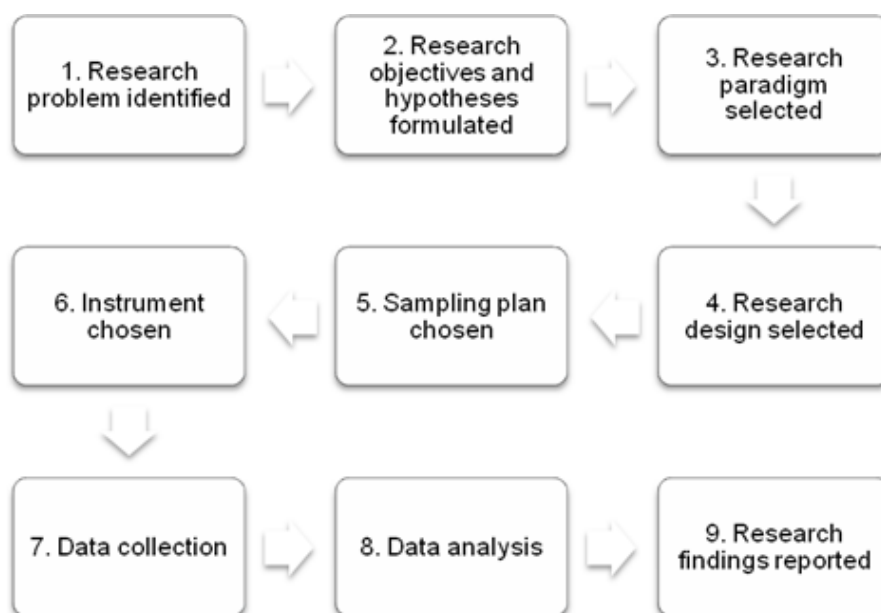 1. Research
problem identified
2. Research
objectives and
hypotheses
formulated
3. Research
paradigm
selected
4. Research
design selected
5. Sampling plan
chosen
6. Instrument
chosen
7. Data collection
8. Data analysis
9. Research
findings reported